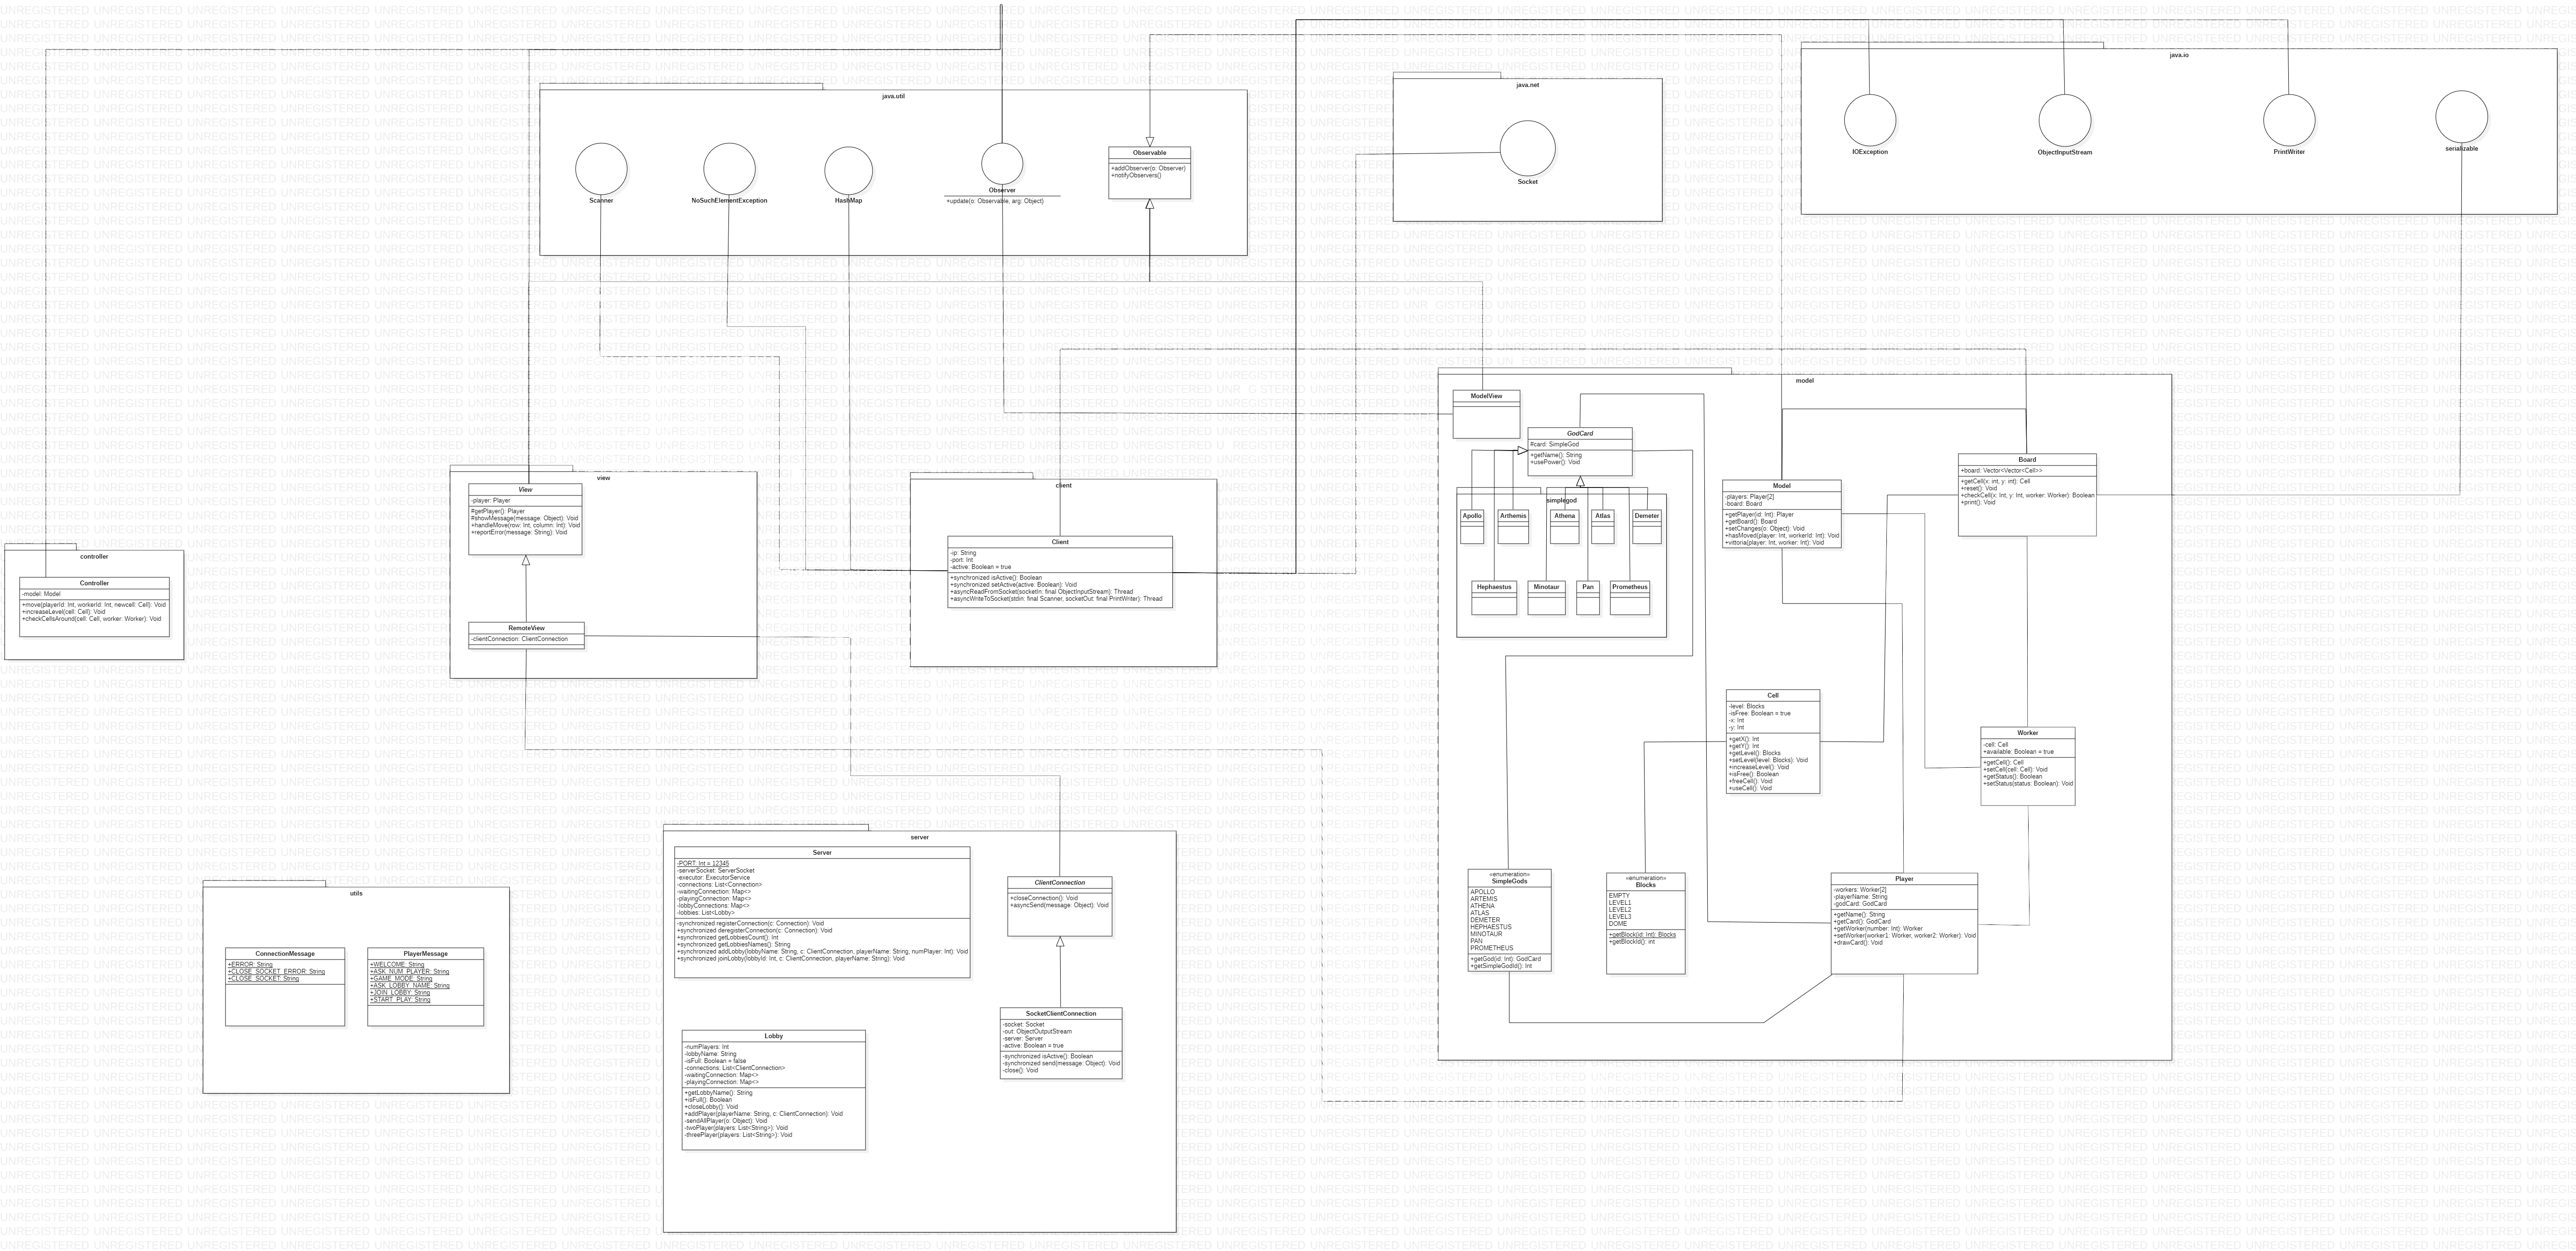 java.util
Scanner
NoSuchElementException
HashMap
Observer
+update(o: Observable, arg: Object)
Observable
+addObserver(o: Observer)
+notifyObservers()
java.net
Socket
java.io
IOException
ObjectInputStream
PrintWriter
serializable
controller
Controller
-model: Model
+move(playerId: Int, workerId: Int, newcell: Cell): Void
+increaseLevel(cell: Cell): Void
+checkCellsAround(cell: Cell, worker: Worker): Void
view
View
-player: Player
#getPlayer(): Player
#showMessage(message: Object): Void
+handleMove(row: Int, column: Int): Void
+reportError(message: String): Void
RemoteView
-clientConnection: ClientConnection
client
Client
-ip: String
-port: Int
-active: Boolean = true
+synchronized isActive(): Boolean
+synchronized setActive(active: Boolean): Void
+asyncReadFromSocket(socketIn: final ObjectInputStream): Thread
+asyncWriteToSocket(stdin: final Scanner, socketOut: final PrintWriter): Thread
model
ModelView
GodCard
#card: SimpleGod
+getName(): String
+usePower(): Void
simplegod
Apollo
Arthemis
Athena
Atlas
Demeter
Hephaestus
Minotaur
Pan
Prometheus
Model
-players: Player[2]
-board: Board
+getPlayer(id: Int): Player
+getBoard(): Board
+setChanges(o: Object): Void
+hasMoved(player: Int, workerId: Int): Void
+vittoria(player: Int, worker: Int): Void
Board
+board: Vector<Vector<Cell>>
+getCell(x: int, y: int): Cell
+reset(): Void
+checkCell(x: Int, y: Int, worker: Worker): Boolean
+print(): Void
Cell
-level: Blocks
-isFree: Boolean = true
-x: Int
-y: Int
+getX(): Int
+getY(): Int
+getLevel(): Blocks
+setLevel(level: Blocks): Void
+increaseLevel(): Void
+isFree(): Boolean
+freeCell(): Void
+useCell(): Void
Worker
-cell: Cell
+available: Boolean = true
+getCell(): Cell
+setCell(cell: Cell): Void
+getStatus(): Boolean
+setStatus(status: Boolean): Void
«enumeration»
SimpleGods
APOLLO
ARTEMIS
ATHENA
ATLAS
DEMETER
HEPHAESTUS
MINOTAUR
PAN
PROMETHEUS
+getGod(id: Int): GodCard
+getSimpleGodId(): Int
«enumeration»
Blocks
EMPTY
LEVEL1
LEVEL2
LEVEL3
DOME
+getBlock(id: Int): Blocks
+getBlockId(): int
Player
-workers: Worker[2]
-playerName: String
-godCard: GodCard
+getName(): String
+getCard(): GodCard
+getWorker(number: Int): Worker
+setWorker(worker1: Worker, worker2: Worker): Void
+drawCard(): Void
server
Server
-PORT: Int = 12345
-serverSocket: ServerSocket
-executor: ExecutorService
-connections: List<Connection>
-waitingConnection: Map<>
-playingConnection: Map<>
-lobbyConnections: Map<>
-lobbies: List<Lobby>
-synchronized registerConnection(c: Connection): Void
+synchronized deregisterConnection(c: Connection): Void
+synchronized getLobbiesCount(): Int
+synchronized getLobbiesNames(): String
+synchronized addLobby(lobbyName: String, c: ClientConnection, playerName: String, numPlayer: Int): Void
+synchronized joinLobby(lobbyId: Int, c: ClientConnection, playerName: String): Void
ClientConnection
+closeConnection(): Void
+asyncSend(message: Object): Void
SocketClientConnection
-socket: Socket
-out: ObjectOutputStream
-server: Server
-active: Boolean = true
-synchronized isActive(): Boolean
-synchronized send(message: Object): Void
-close(): Void
Lobby
-numPlayers: Int
-lobbyName: String
-isFull: Boolean = false
-connections: List<ClientConnection>
-waitingConnection: Map<>
-playingConnection: Map<>
+getLobbyName(): String
+isFull(): Boolean
+closeLobby(): Void
+addPlayer(playerName: String, c: ClientConnection): Void
-sendAllPlayer(o: Object): Void
-twoPlayer(players: List<String>): Void
-threePlayer(players: List<String>): Void
utils
ConnectionMessage
+ERROR: String
+CLOSE_SOCKET_ERROR: String
+CLOSE_SOCKET: String
PlayerMessage
+WELCOME: String
+ASK_NUM_PLAYER: String
+GAME_MODE: String
+ASK_LOBBY_NAME: String
+JOIN_LOBBY: String
+START_PLAY: String
UNREGISTERED